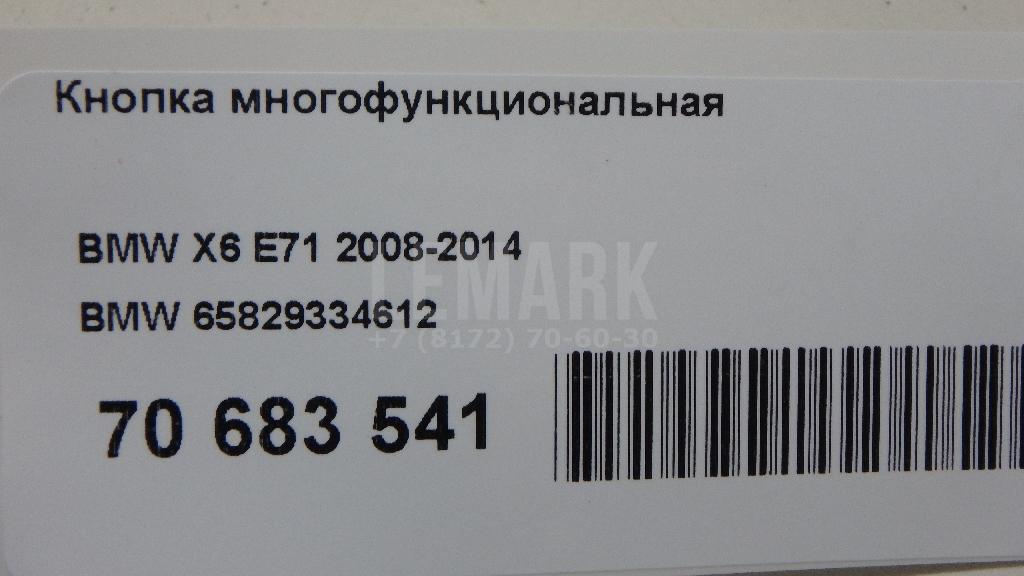 Кнопка многофункциональная
BMW X6 E71 2008-2014
LEMARK
BMW 65829334612
+7 (8172) 70-60-30
70 683 541